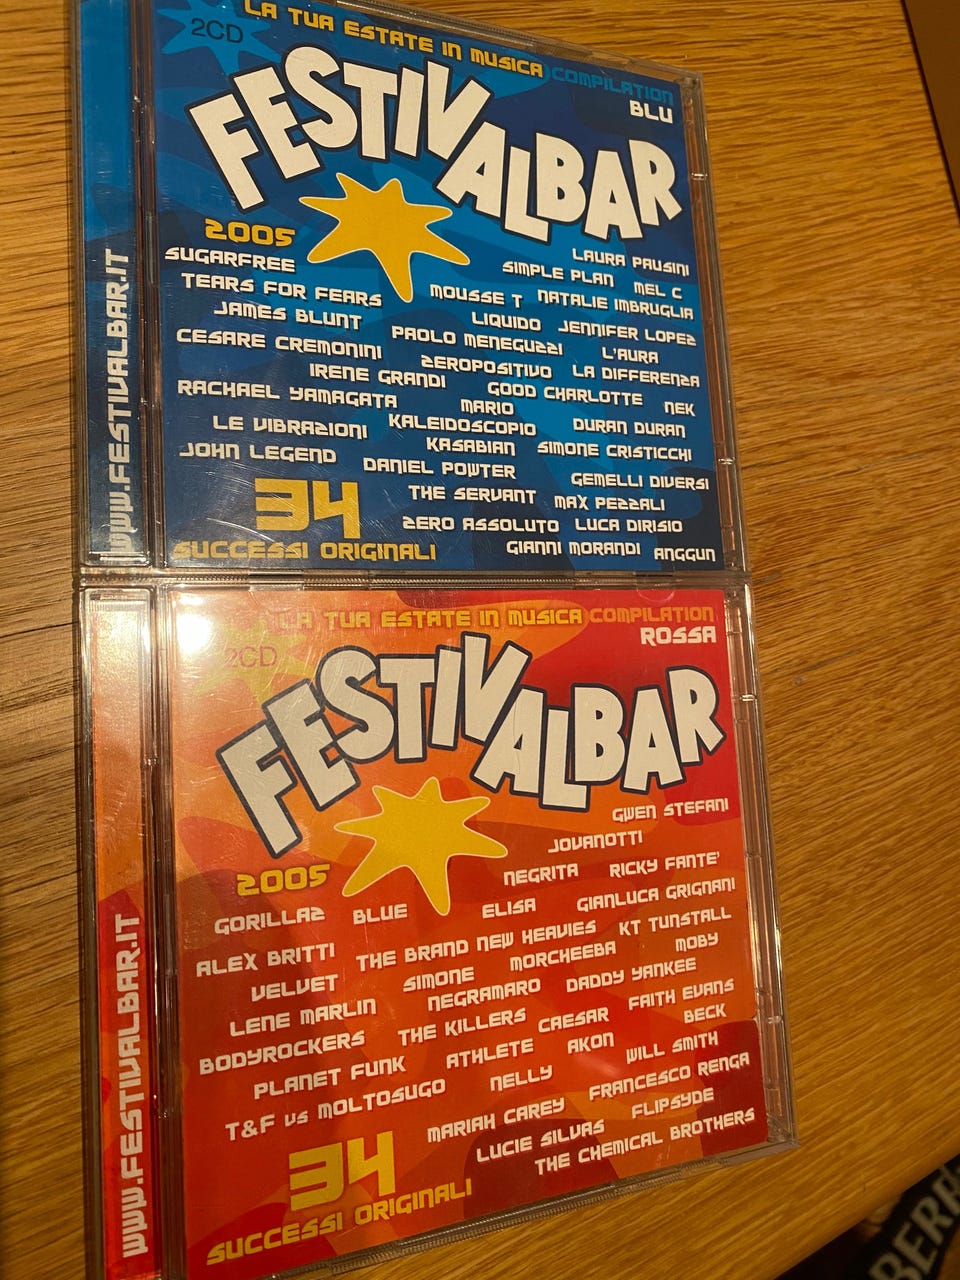 LA TUA ESTATE IN MUSICA COMPILATION
BLU
2CD
FESTIVALBAR
2005
SUGARFREE
LAURA PAUSINI
SIMPLE PLAN MEL C
TEARS FOR FEARS
MOUSSE T NATALIE IMBRUGLIA
JAMES BLUNT
LIQUIDO JENNIFER LOPEZ
CESARE CREMONINI
PAOLO MENEGUZZI L'AURA
IRENE GRANDI
ZEROPOSITIVO LA DIFFERENZA
RACHAEL YAMAGATA
GOOD CHARLOTTE NEK
MARIO
LE VIBRAZIONI
KALEIDOSCOPIO DURAN DURAN
JOHN LEGEND
KASABIAN SIMONE CRISTICCHI
DANIEL POWTER
GEMELLI DIVERSI
THE SERVANT MAX PEZZALI
ZERO ASSOLUTO LUCA DIRISIO
GIANNI MORANDI ANGGUN
34
SUCCESSI ORIGINALI
WWW.FESTIVALBAR.IT
LA TUA ESTATE IN MUSICA COMPILATION
ROSSA
2CD
FESTIVALBAR
2005
GWEN STEFANI
JOVANOTTI
NEGRITA RICKY FANTE'
GORILLAZ BLUE ELISA GIANLUCA GRIGNANI
ALEX BRITTI THE BRAND NEW HEAVIES KT TUNSTALL
VELVET SIMONE MORCHEEBA MOBY
LENE MARLIN NEGRAMARO DADDY YANKEE
BODYROCKERS THE KILLERS CAESAR FAITH EVANS
PLANET FUNK ATHLETE AKON BECK
T&F vs MOLTOSUGO NELLY WILL SMITH
MARIAH CAREY FRANCESCO RENGA
LUCIE SILVAS FLIPSYDE
THE CHEMICAL BROTHERS
34
SUCCESSI ORIGINALI
WWW.FESTIVALBAR.IT
BERA